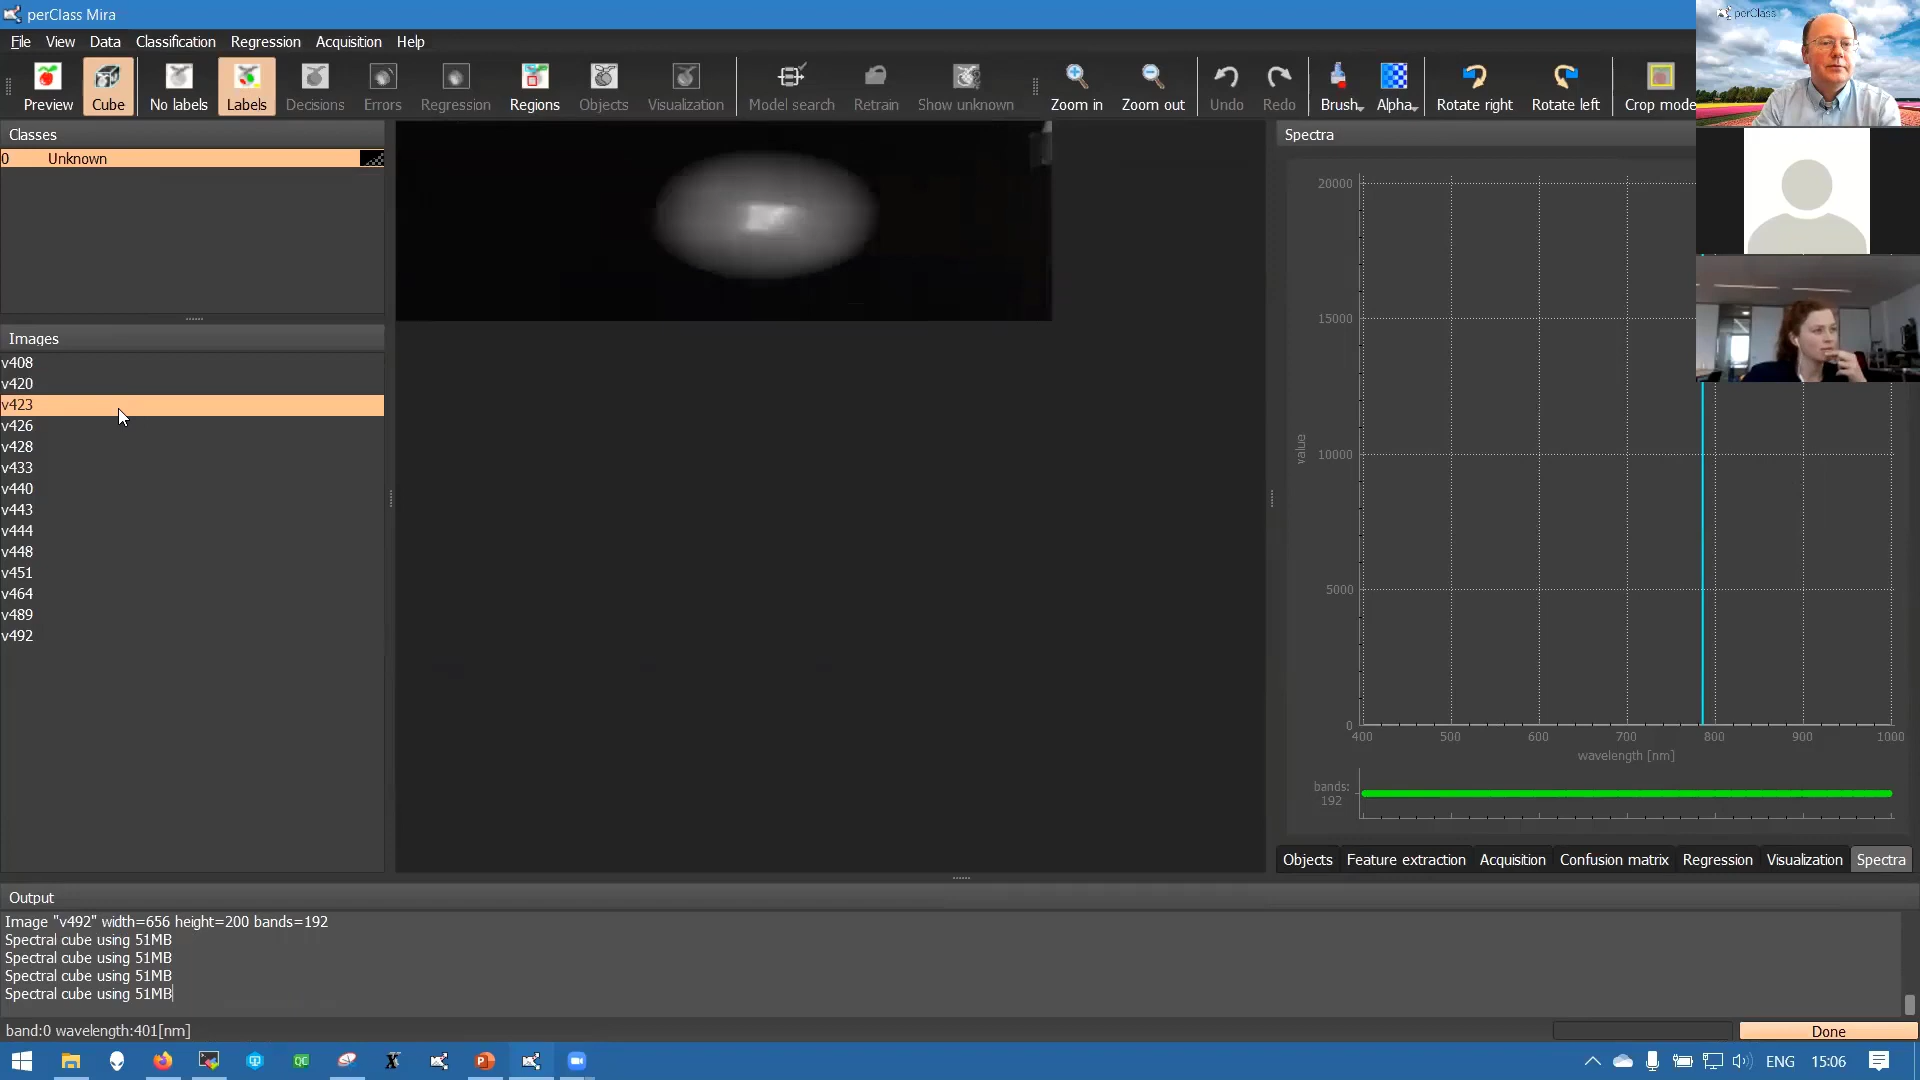 perClass Mira
File View Data Classification Regression Acquisition Help
Preview Cube No labels Labels Decisions Errors Regression Regions Objects Visualization Model search Retrain Show unknown Zoom in Zoom out Undo Redo Brush Alpha Rotate right Rotate left Crop mode
perClass
Classes
0 Unknown
Images
v408
v420
v423
v426
v428
v433
v440
v443
v444
v448
v451
v464
v489
v492
Spectra
20000
15000
10000
5000
0
value
400 500 600 700 800 900 1000
wavelength [nm]
bands:
192
Objects Feature extraction Acquisition Confusion matrix Regression Visualization Spectra
Output
Image "v492" width=656 height=200 bands=192
Spectral cube using 51MB
Spectral cube using 51MB
Spectral cube using 51MB
Spectral cube using 51MB
band:0 wavelength:401[nm]
Done
QC
X
P
ENG 15:06